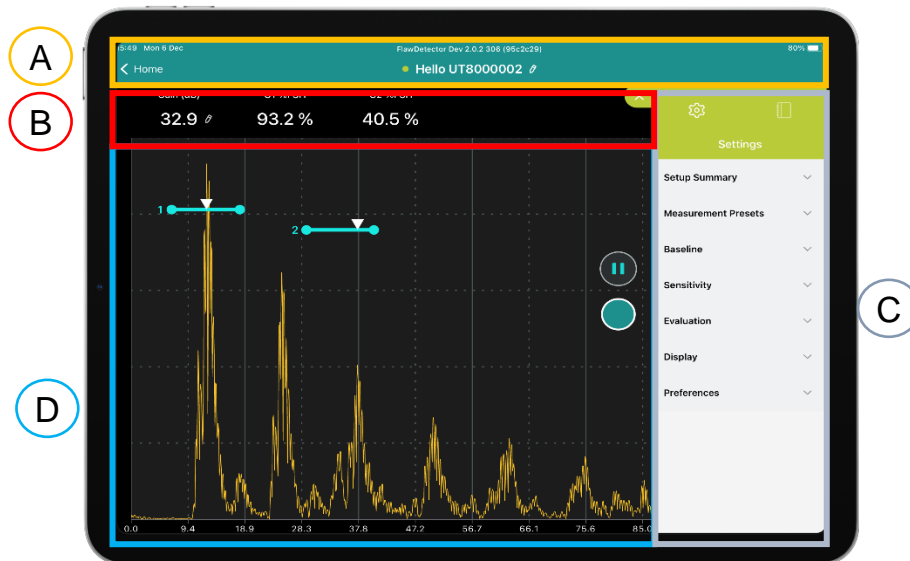 A
15:49 Mon 6 Dec
FlawDetector Dev 2.0.2 306 (95c2c29)
80%
Home
Hello UT8000002
B
32.9
93.2 %
40.5 %
Settings
Setup Summary
Measurement Presets
Baseline
Sensitivity
Evaluation
Display
Preferences
1
2
C
D
0.0 9.4 18.9 28.3 37.8 47.2 56.7 66.1 75.6 85.0